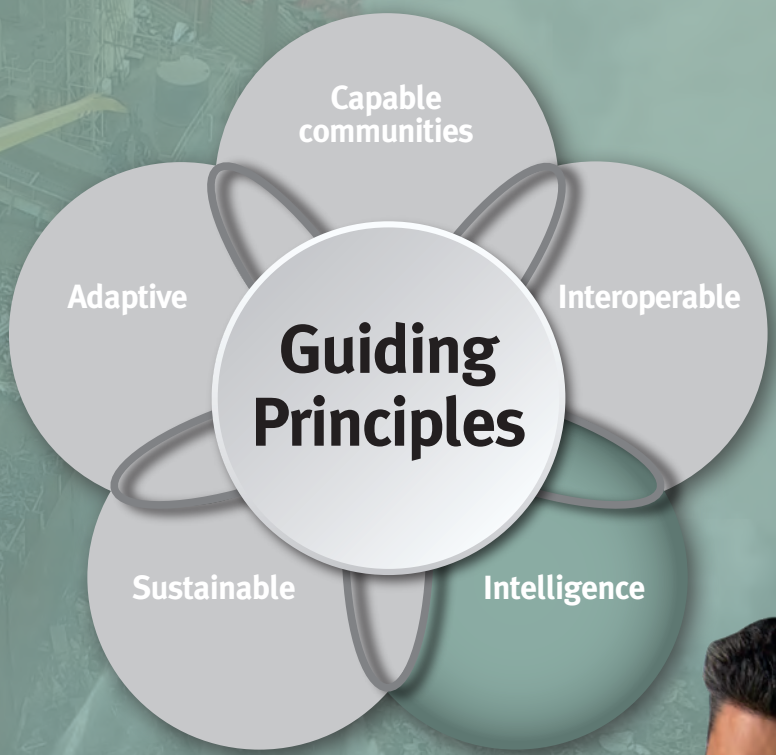 Capable
communities
Adaptive
Interoperable
Guiding
Principles
Sustainable
Intelligence